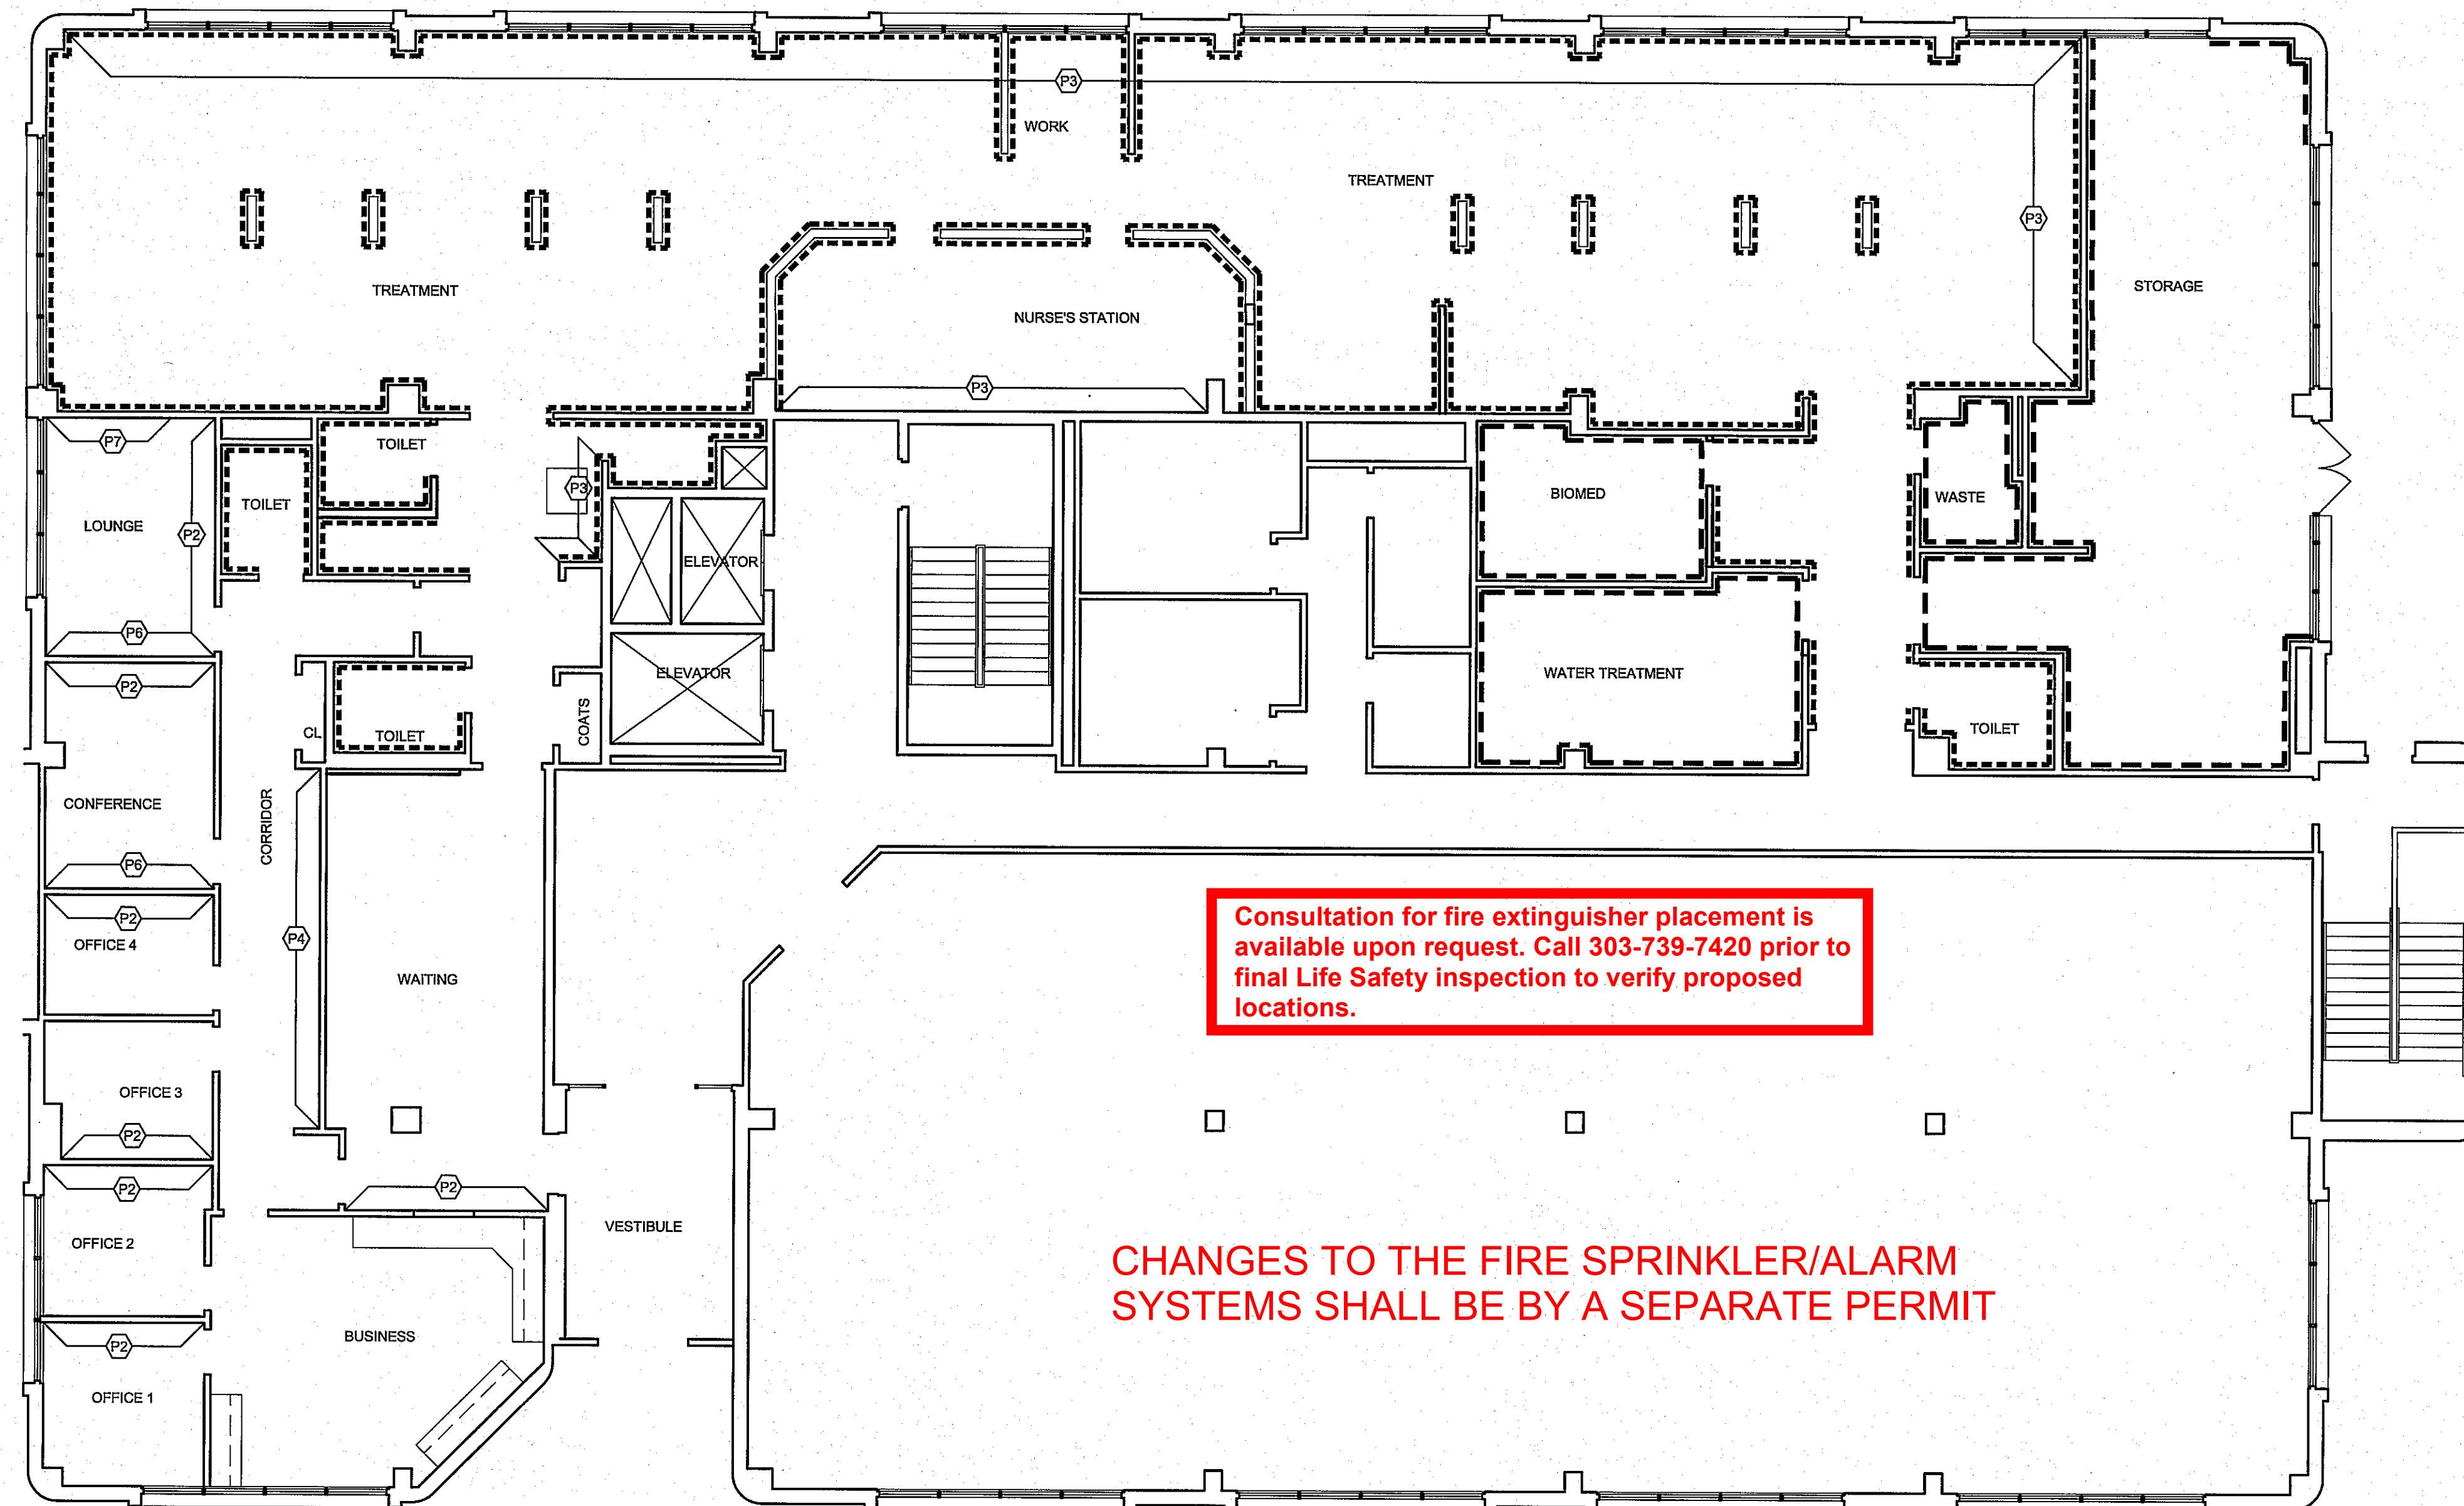 P3
WORK
TREATMENT
P3
TREATMENT
STORAGE
NURSE'S STATION
P3
P7
TOILET
P3
TOILET
LOUNGE
P2
BIOMED
WASTE
ELEVATOR
P6
ELEVATOR
WATER TREATMENT
P2
COATS
CL
TOILET
TOILET
CONFERENCE
CORRIDOR
P6
P2
OFFICE 4
P4
WAITING
Consultation for fire extinguisher placement is
available upon request. Call 303-739-7420 prior to
final Life Safety inspection to verify proposed
locations.
OFFICE 3
P2
P2
P2
OFFICE 2
VESTIBULE
CHANGES TO THE FIRE SPRINKLER/ALARM
SYSTEMS SHALL BE BY A SEPARATE PERMIT
BUSINESS
P2
OFFICE 1